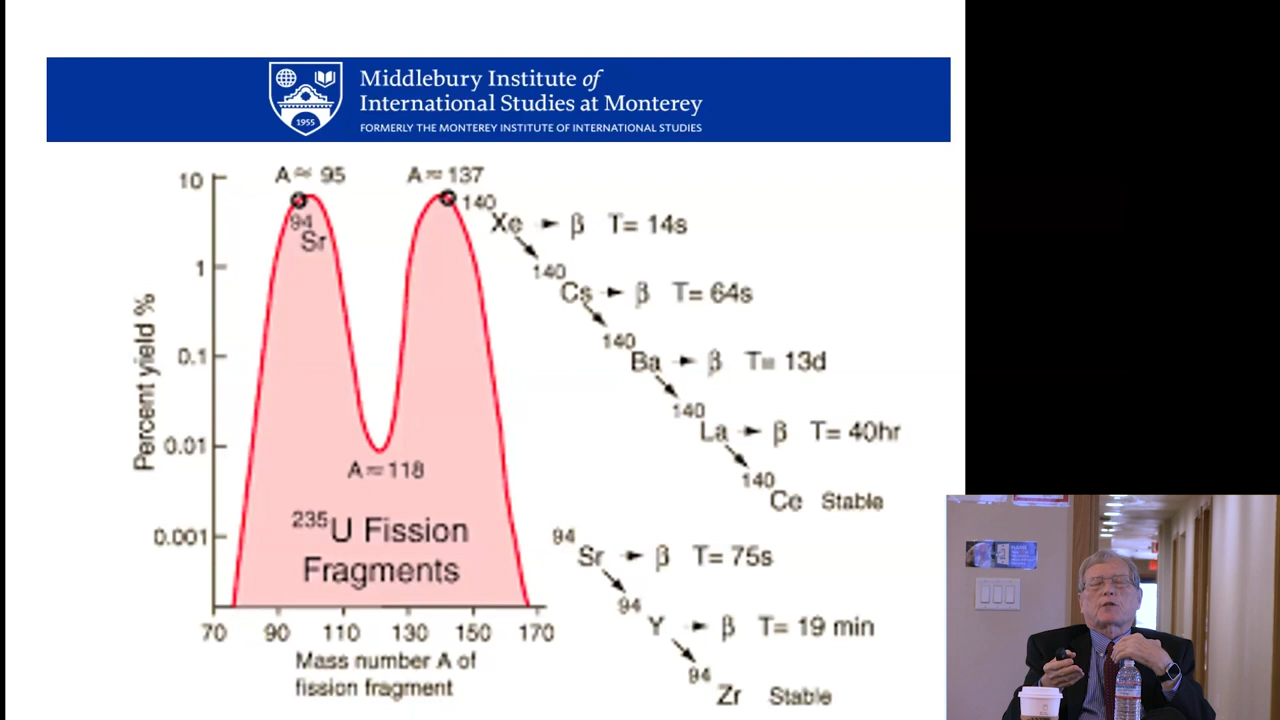 Middlebury Institute of
International Studies at Monterey
FORMERLY THE MONTEREY INSTITUTE OF INTERNATIONAL STUDIES
1955
10
1
0.1
0.01
0.001
Percent yield %
A ≈ 95
A ≈ 137
94
Sr
A ≈ 118
235U Fission
Fragments
70 90 110 130 150 170
Mass number A of
fission fragment
140
Xe → β T= 14s
140
Cs → β T= 64s
140
Ba → β T= 13d
140
La → β T= 40hr
140
Ce Stable
94
Sr → β T= 75s
94
Y → β T= 19 min
94
Zr Stable